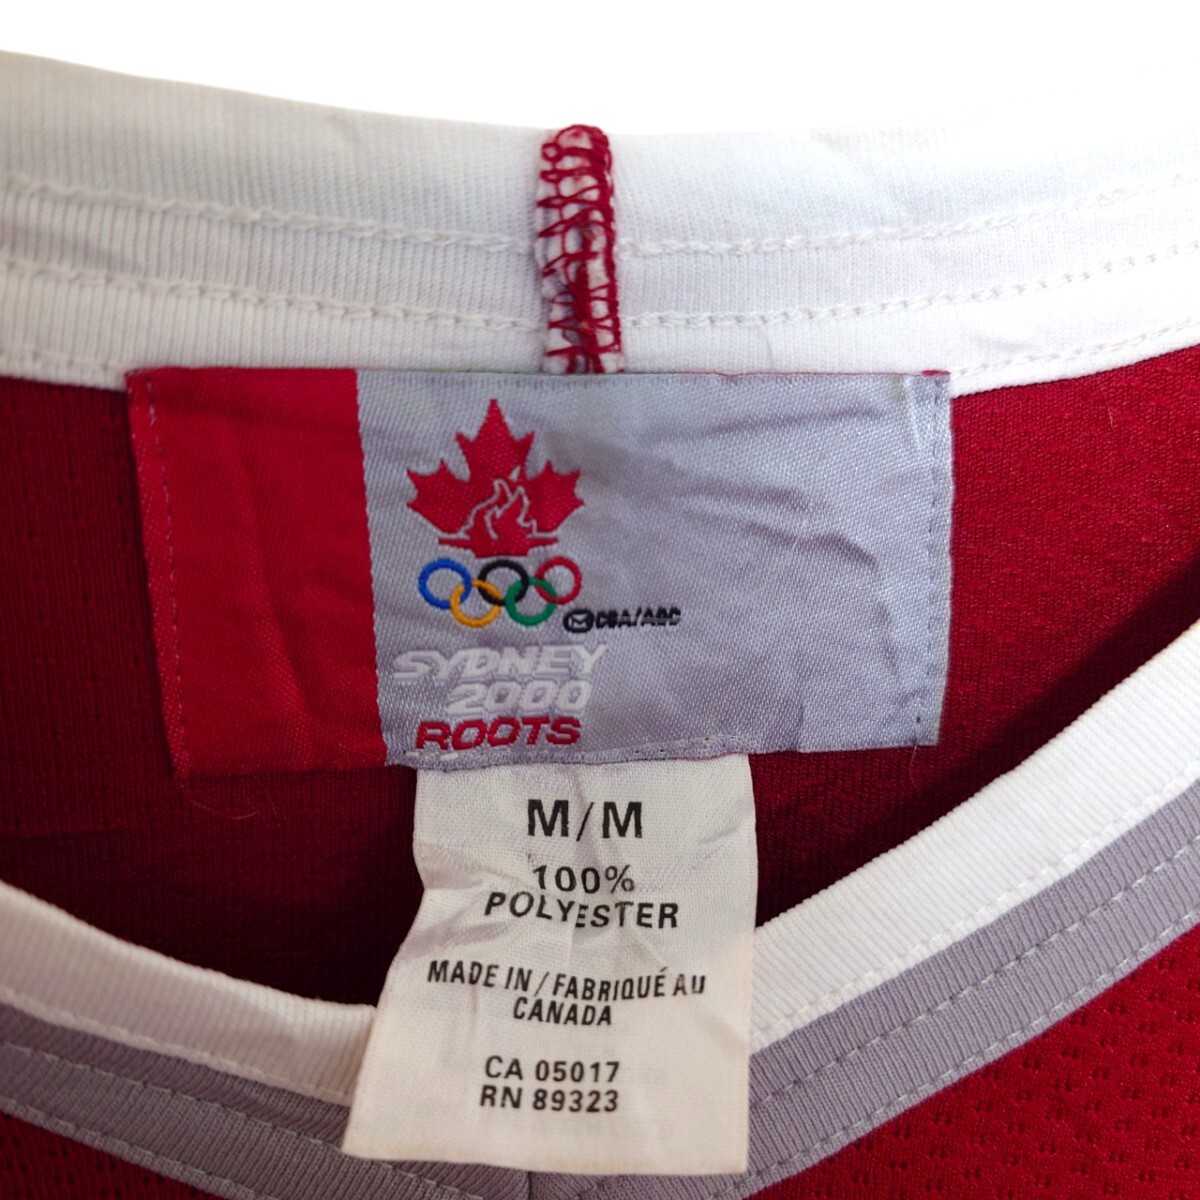 COA/AOC
SYDNEY
2000
ROOTS
M/M
100%
POLYESTER
MADE IN / FABRIQUÉ AU
CANADA
CA 05017
RN 89323